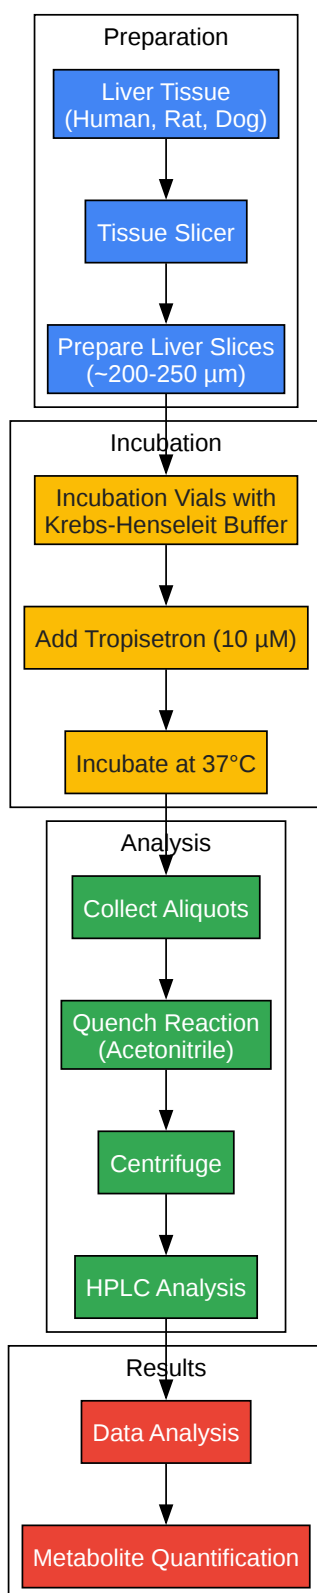 Preparation
Liver Tissue
(Human, Rat, Dog)
Tissue Slicer
Prepare Liver Slices
(~200-250 µm)
Incubation
Incubation Vials with
Krebs-Henseleit Buffer
Add Tropisetron (10 µM)
Incubate at 37°C
Analysis
Collect Aliquots
Quench Reaction
(Acetonitrile)
Centrifuge
HPLC Analysis
Results
Data Analysis
Metabolite Quantification